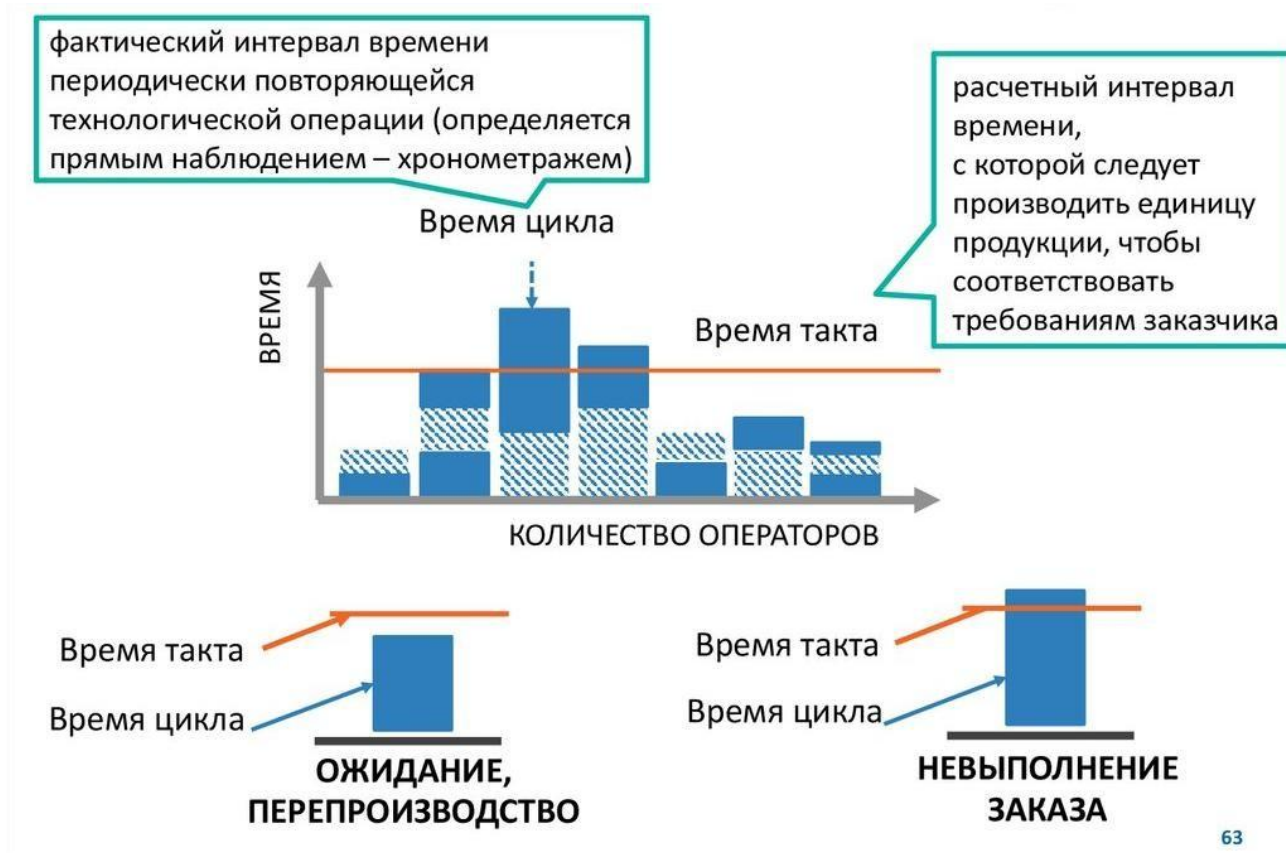 фактический интервал времени
периодически повторяющейся
технологической операции (определяется
прямым наблюдением – хронометражем)
расчетный интервал
времени,
с которой следует
производить единицу
продукции, чтобы
соответствовать
требованиям заказчика
Время цикла
ВРЕМЯ
Время такта
КОЛИЧЕСТВО ОПЕРАТОРОВ
Время такта
Время цикла
ОЖИДАНИЕ,
ПЕРЕПРОИЗВОДСТВО
Время такта
Время цикла
НЕВЫПОЛНЕНИЕ
ЗАКАЗА
63